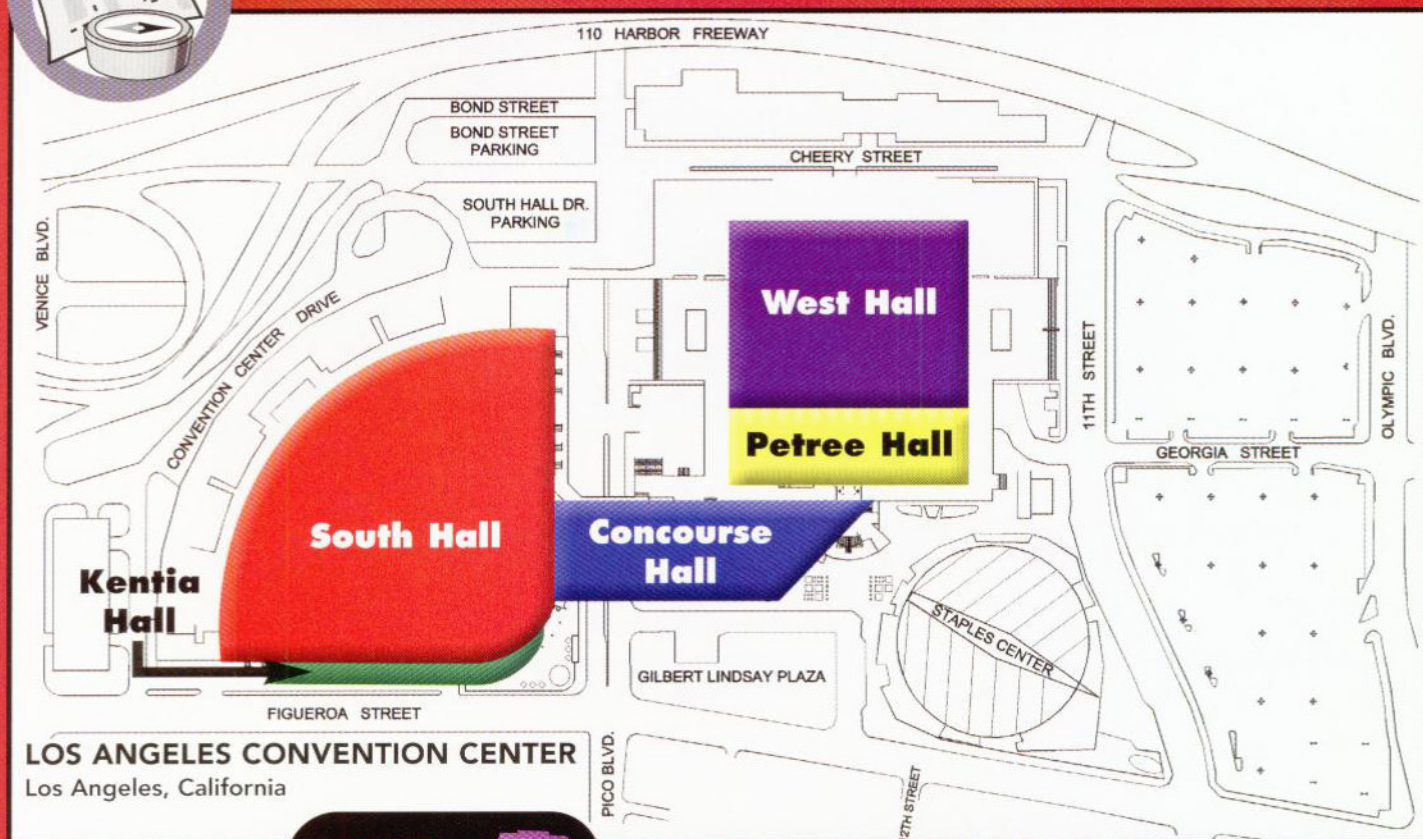 110 HARBOR FREEWAY
BOND STREET
BOND STREET
PARKING
CHEERY STREET
SOUTH HALL DR.
PARKING
VENICE BLVD.
CONVENTION CENTER DRIVE
West Hall
11TH STREET
OLYMPIC BLVD.
Petree Hall
GEORGIA STREET
South Hall
Concourse
Hall
Kentia
Hall
STAPLES CENTER
GILBERT LINDSAY PLAZA
FIGUEROA STREET
LOS ANGELES CONVENTION CENTER
Los Angeles, California
PICO BLVD.
12TH STREET